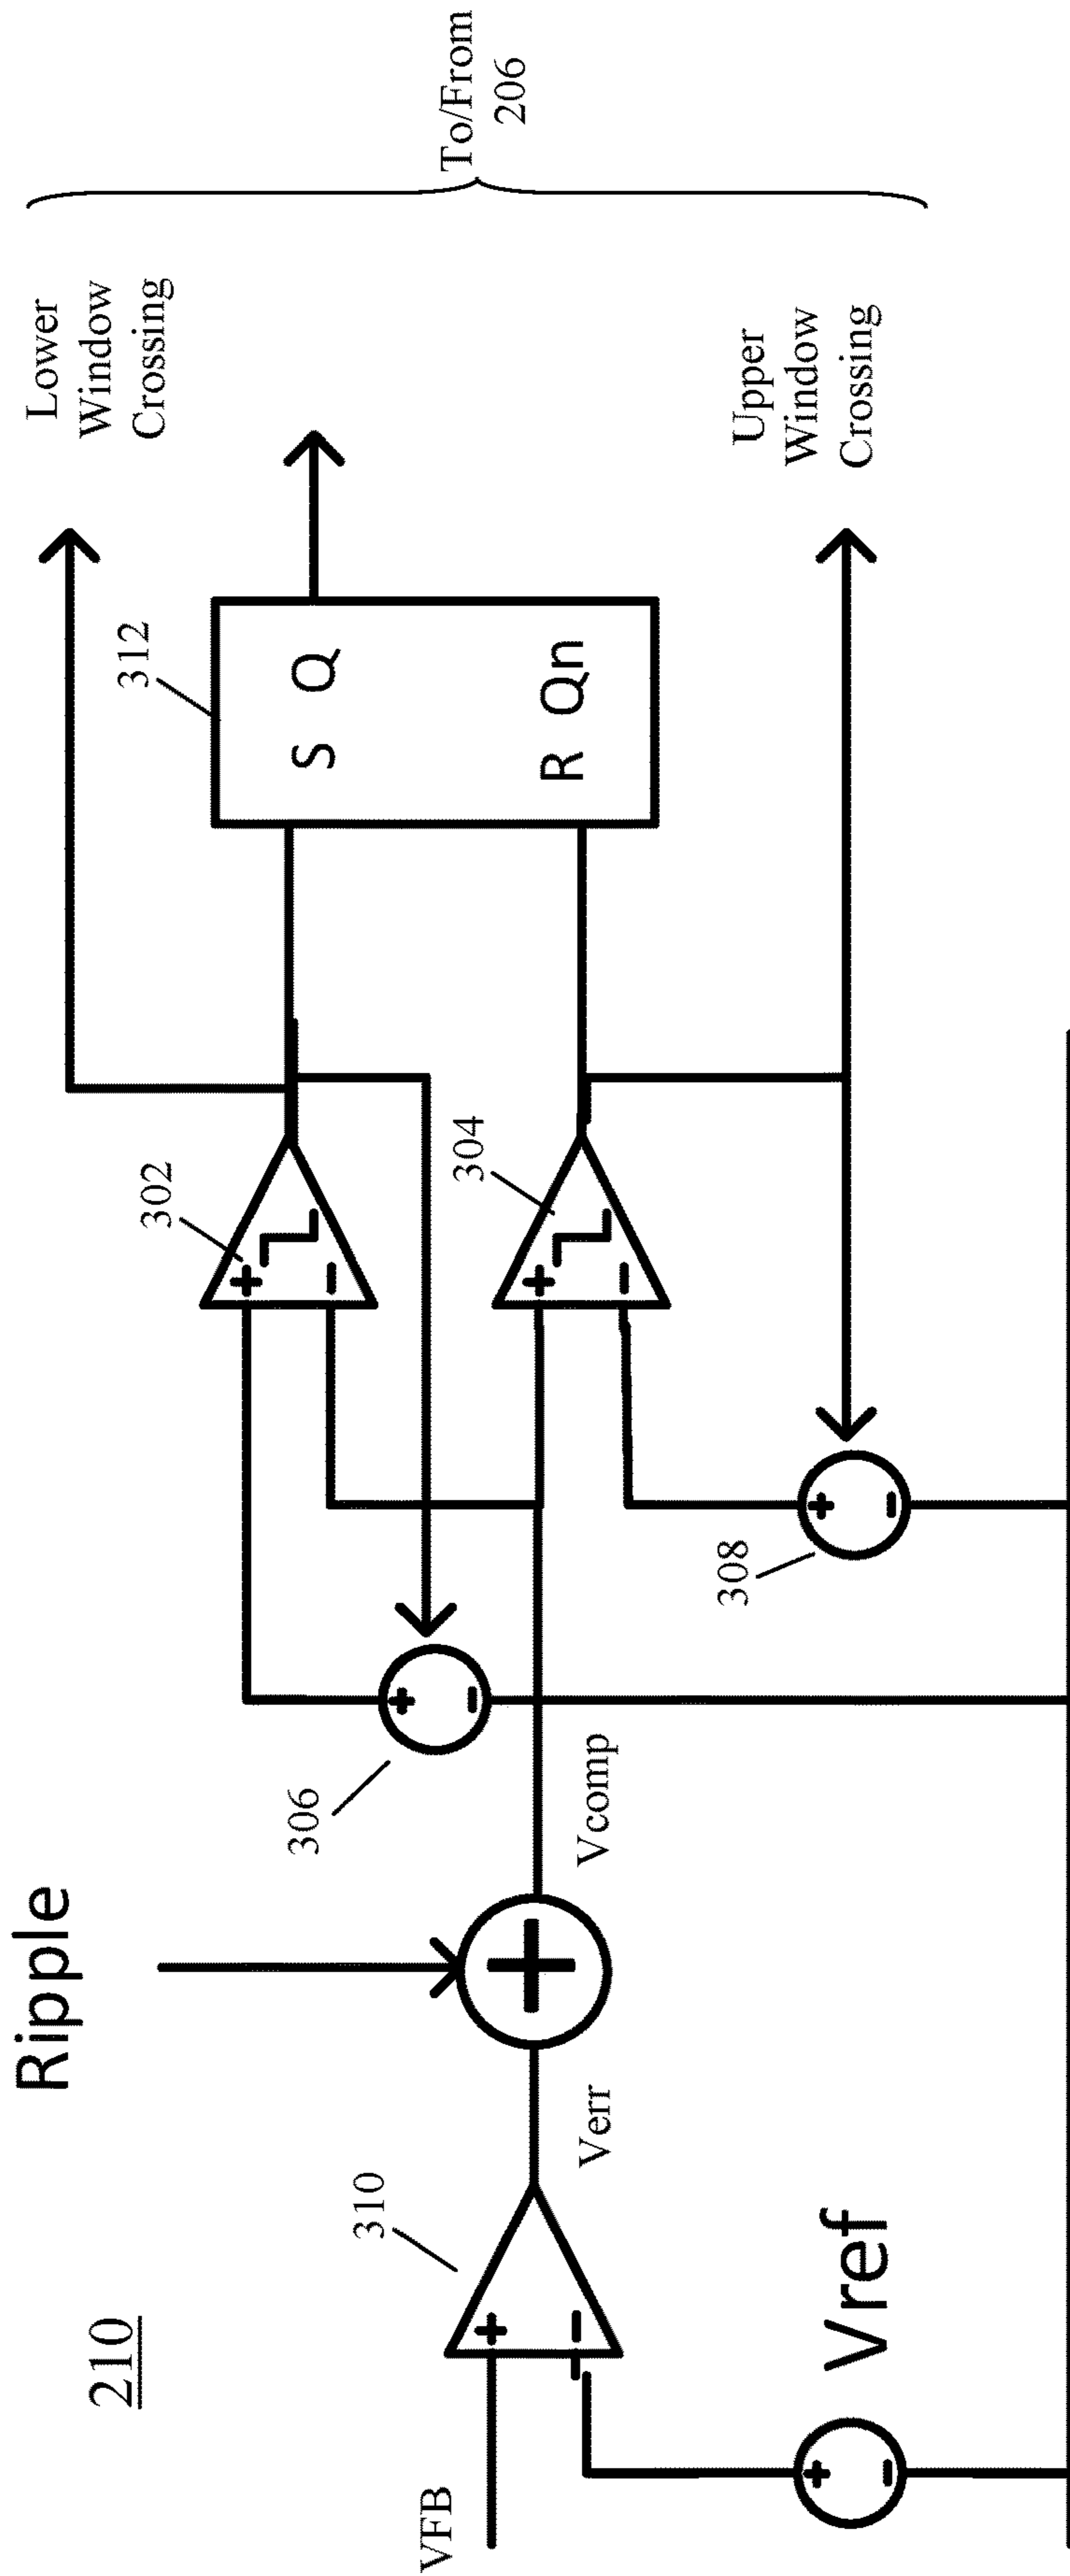 210
Ripple
Lower
Window
Crossing
To/From
206
312
302
+
-
S Q
R Qn
304
+
-
306
+
-
310
+
-
VFB
Verr
+
Vcomp
Upper
Window
Crossing
308
+
-
Vref
+
-